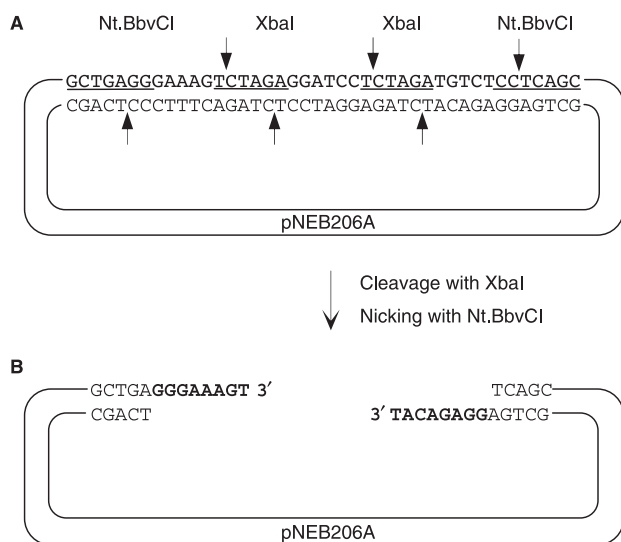 A
Nt.BbvCI XbaI XbaI Nt.BbvCI
GCTGAGGGAAAGTCTAGAGGATCCTCTAGATGTCTCCTCAGC
CGACTCCCTTTCAGATCTCCTAGGAGATCTACAGAGGAGTCG
pNEB206A
Cleavage with XbaI
Nicking with Nt.BbvCI
B
GCTGAGGGAAAGT 3′ TCAGC
CGACT 3′ TACAGAGGAGTCG
pNEB206A